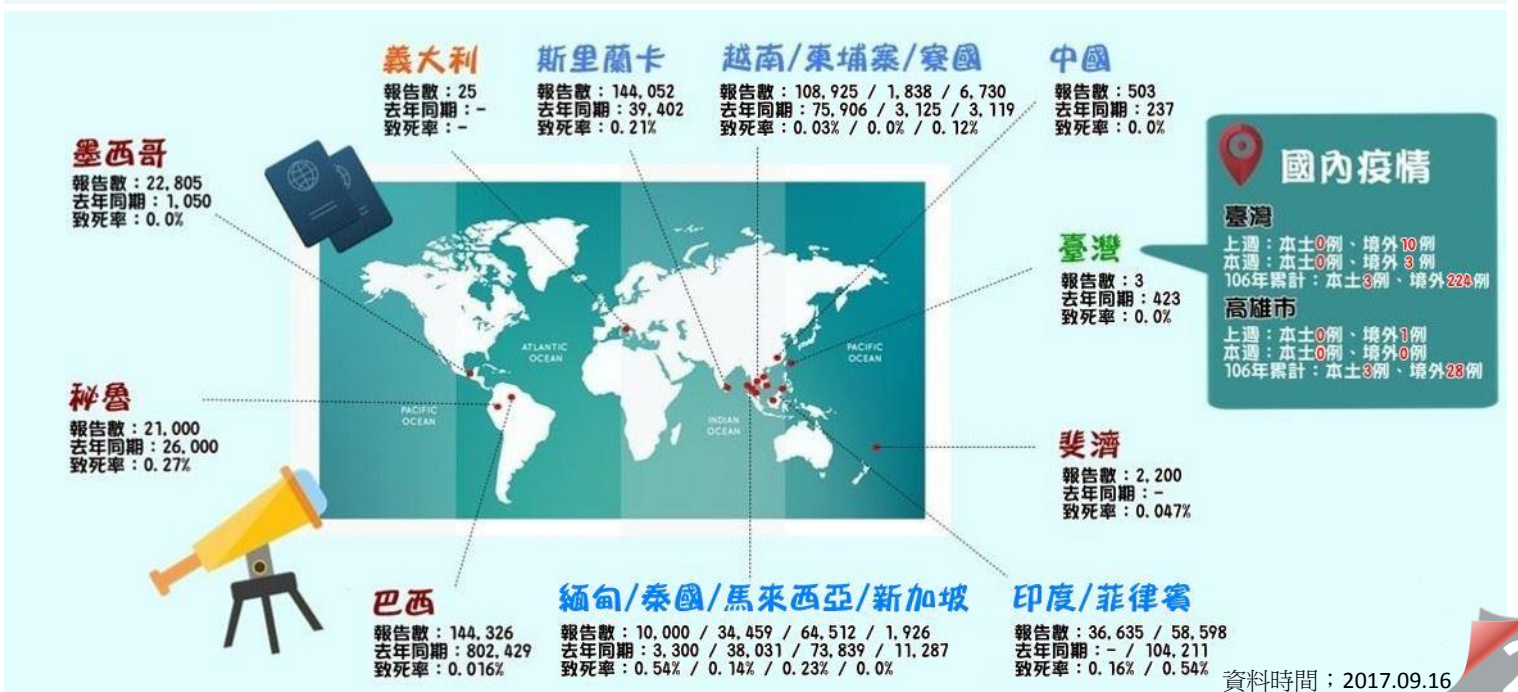 義大利
報告數：25
去年同期：-
致死率：-
斯里蘭卡
報告數：144,052
去年同期：39,402
致死率：0.21%
越南/柬埔寨/寮國
報告數：108,925 / 1,838 / 6,730
去年同期：75,906 / 3,125 / 3,119
致死率：0.03% / 0.0% / 0.12%
中國
報告數：503
去年同期：237
致死率：0.0%
墨西哥
報告數：22,805
去年同期：1,050
致死率：0.0%
國內疫情
臺灣
上週：本土0例、境外10例
本週：本土0例、境外3例
106年累計：本土3例、境外224例
高雄市
上週：本土0例、境外1例
本週：本土0例、境外0例
106年累計：本土3例、境外28例
臺灣
報告數：3
去年同期：423
致死率：0.0%
ATLANTIC
OCEAN
PACIFIC
OCEAN
PACIFIC
OCEAN
INDIAN
OCEAN
秘魯
報告數：21,000
去年同期：26,000
致死率：0.27%
斐濟
報告數：2,200
去年同期：-
致死率：0.047%
巴西
報告數：144,326
去年同期：802,429
致死率：0.016%
緬甸/泰國/馬來西亞/新加坡
報告數：10,000 / 34,459 / 64,512 / 1,926
去年同期：3,300 / 38,031 / 73,839 / 11,287
致死率：0.54% / 0.14% / 0.23% / 0.0%
印度/菲律賓
報告數：36,635 / 58,598
去年同期：- / 104,211
致死率：0.16% / 0.54%
資料時間；2017.09.16